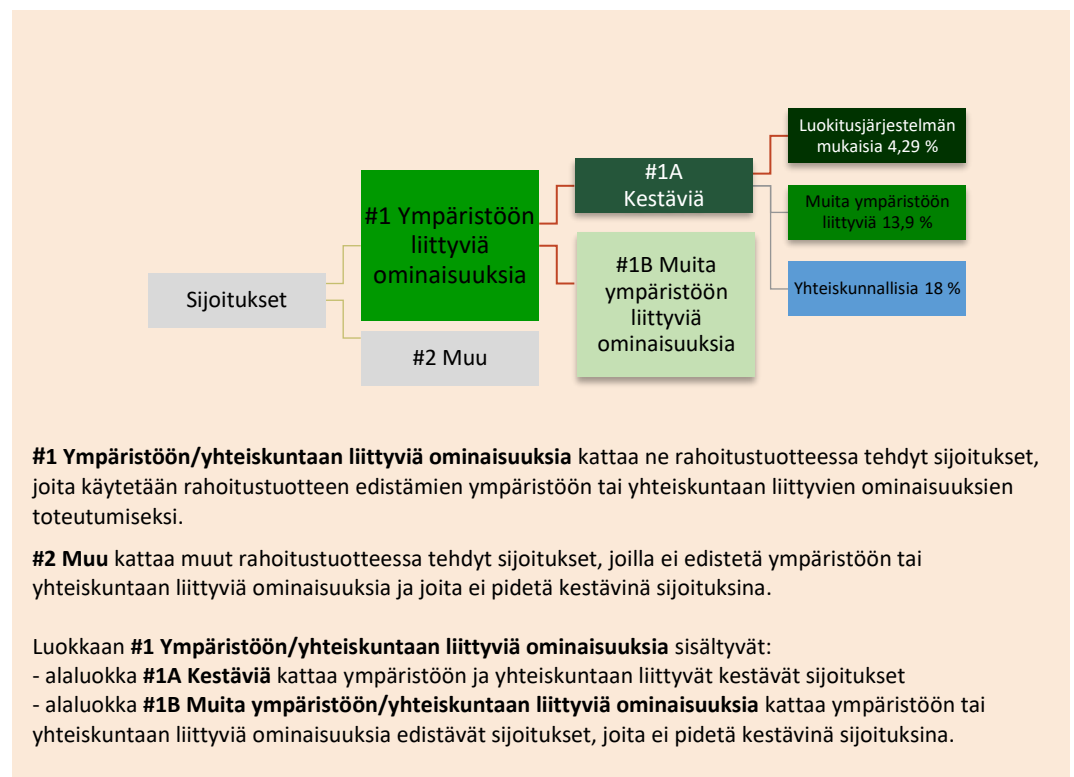 Sijoitukset
#1 Ympäristöön
liittyviä
ominaisuuksia
#2 Muu
#1A
Kestäviä
#1B Muita
ympäristöön
liittyviä
ominaisuuksia
Luokitusjärjestelmän
mukaisia 4,29 %
Muita ympäristöön
liittyviä 13,9 %
Yhteiskunnallisia 18 %
#1 Ympäristöön/yhteiskuntaan liittyviä ominaisuuksia kattaa ne rahoitustuotteessa tehdyt sijoitukset,
joita käytetään rahoitustuotteen edistämien ympäristöön tai yhteiskuntaan liittyvien ominaisuuksien
toteutumiseksi.
#2 Muu kattaa muut rahoitustuotteessa tehdyt sijoitukset, joilla ei edistetä ympäristöön tai
yhteiskuntaan liittyviä ominaisuuksia ja joita ei pidetä kestävinä sijoituksina.
Luokkaan #1 Ympäristöön/yhteiskuntaan liittyviä ominaisuuksia sisältyvät:
- alaluokka #1A Kestäviä kattaa ympäristöön ja yhteiskuntaan liittyvät kestävät sijoitukset
- alaluokka #1B Muita ympäristöön/yhteiskuntaan liittyviä ominaisuuksia kattaa ympäristöön tai
yhteiskuntaan liittyviä ominaisuuksia edistävät sijoitukset, joita ei pidetä kestävinä sijoituksina.